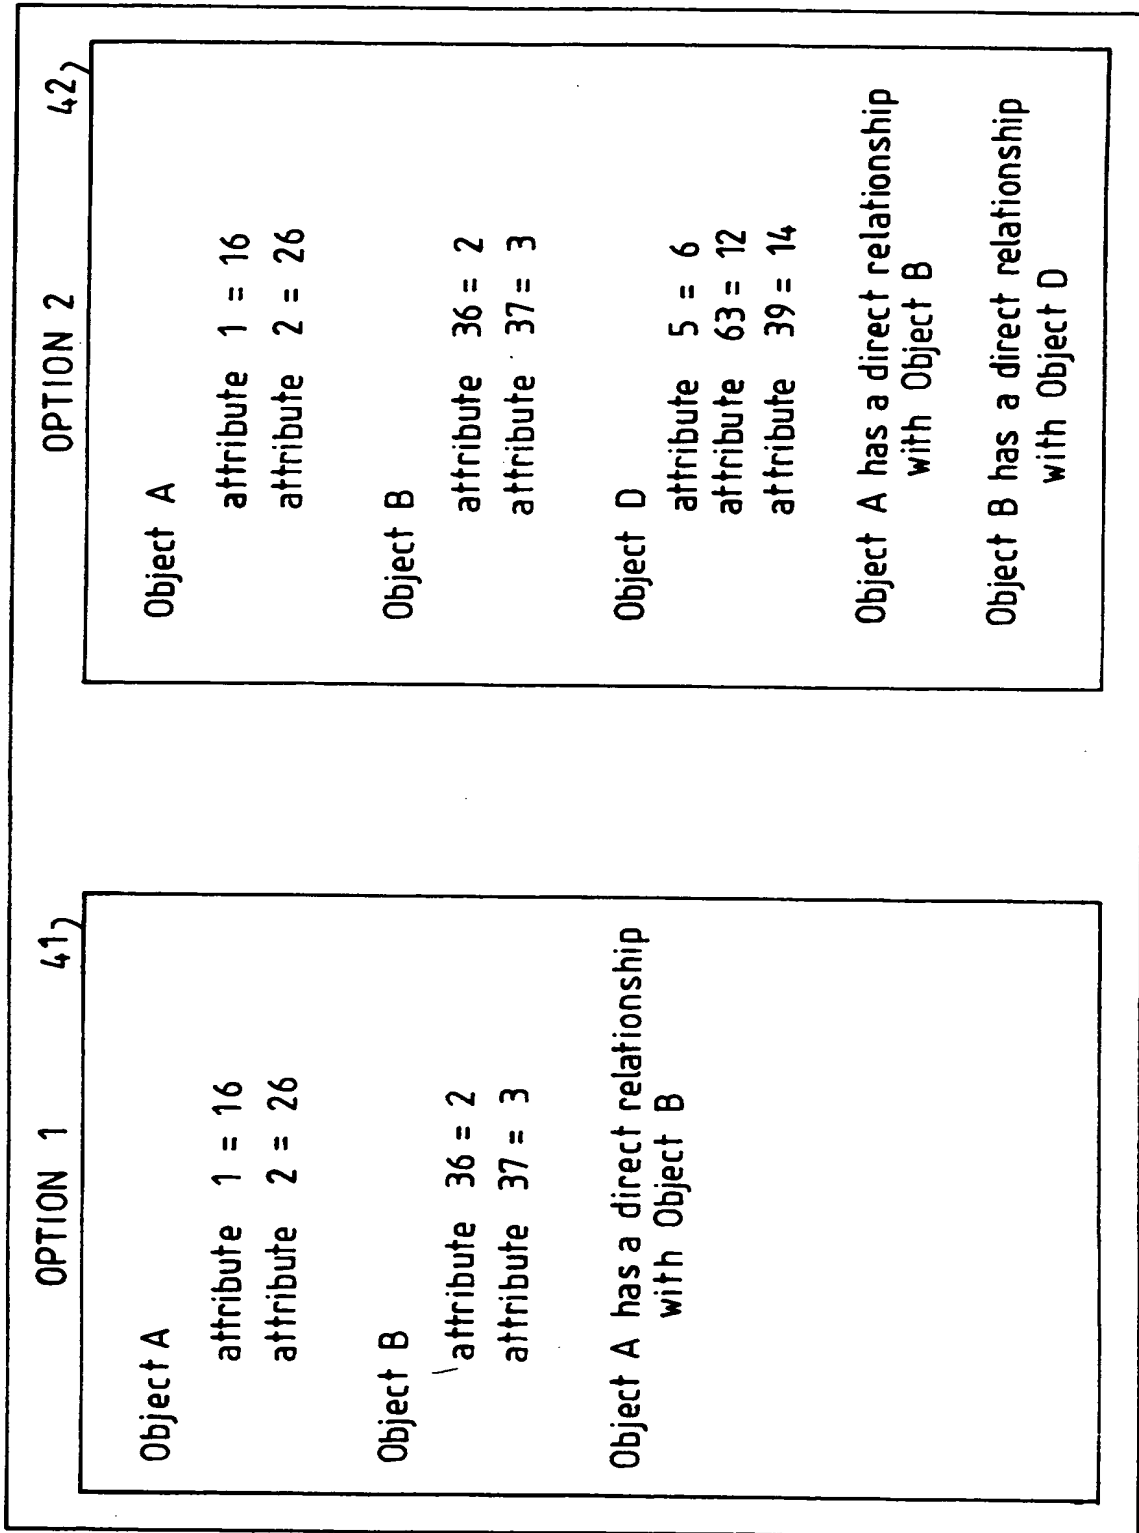 OPTION 1
41
Object A
attribute 1 = 16
attribute 2 = 26
Object B
attribute 36 = 2
attribute 37 = 3
Object A has a direct relationship
with Object B
OPTION 2
42
Object A
attribute 1 = 16
attribute 2 = 26
Object B
attribute 36 = 2
attribute 37 = 3
Object D
attribute 5 = 6
attribute 63 = 12
attribute 39 = 14
Object A has a direct relationship
with Object B
Object B has a direct relationship
with Object D